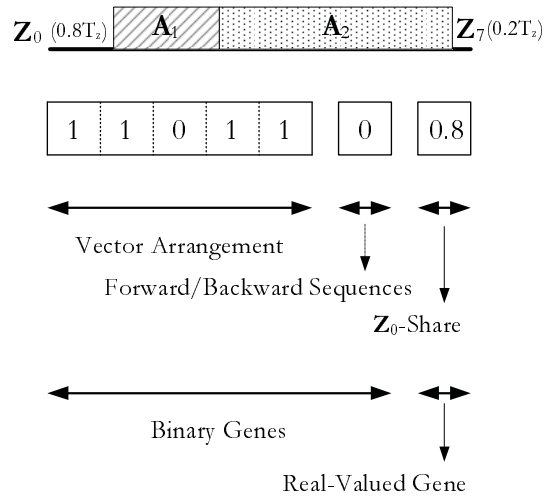 Z0 (0.8Tz) A1 A2 Z7(0.2Tz)
1 1 0 1 1 0 0.8
Vector Arrangement
Forward/Backward Sequences
Z0-Share
Binary Genes
Real-Valued Gene